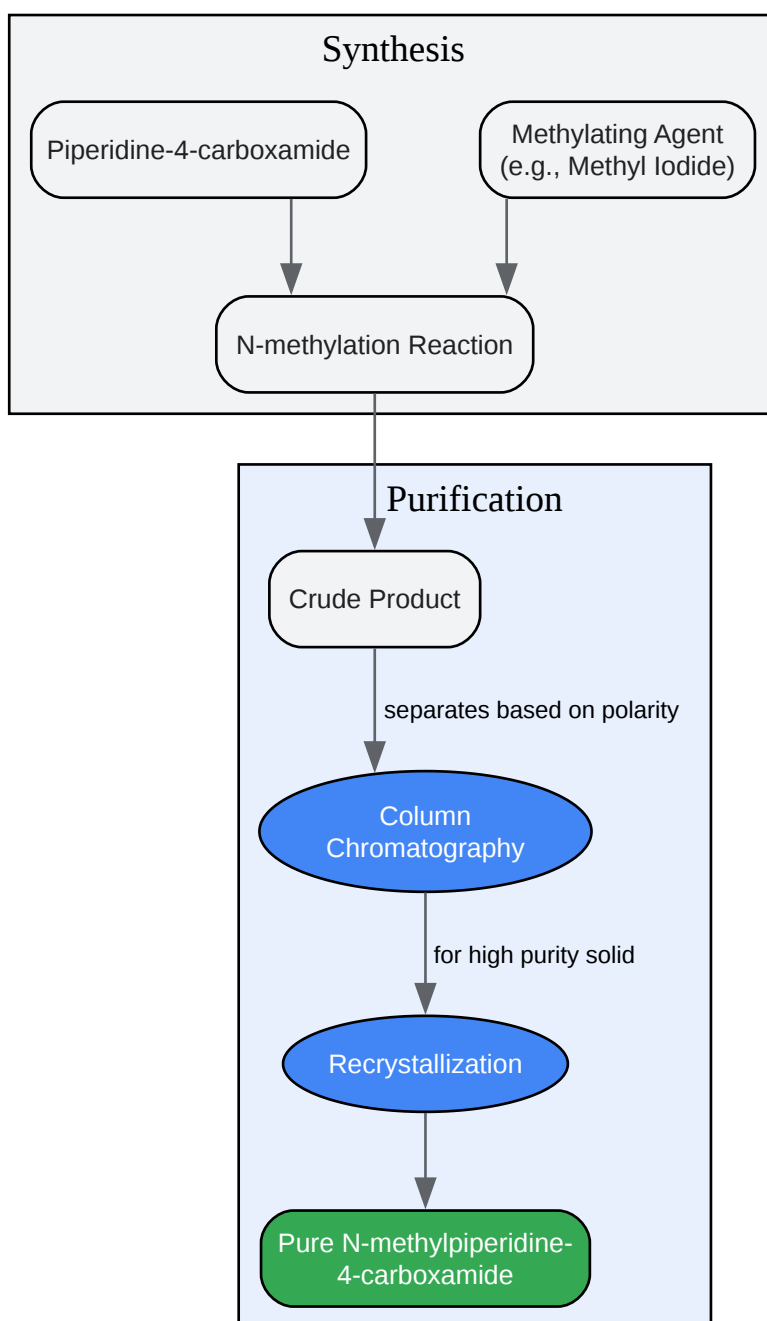 Synthesis
Piperidine-4-carboxamide
Methylating Agent
(e.g., Methyl Iodide)
N-methylation Reaction
Purification
Crude Product
separates based on polarity
Column
Chromatography
for high purity solid
Recrystallization
Pure N-methylpiperidine-
4-carboxamide